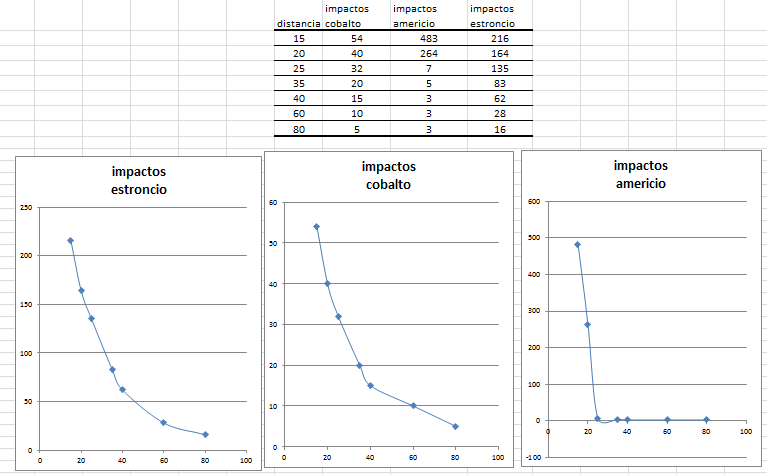 impactos impactos impactos
distancia cobalto americio estroncio
15 54 483 216
20 40 264 164
25 32 7 135
35 20 5 83
40 15 3 62
60 10 3 28
80 5 3 16
impactos
estroncio
250
200
150
100
50
0
0 20 40 60 80 100
impactos
cobalto
60
50
40
30
20
10
0
0 20 40 60 80 100
impactos
americio
600
500
400
300
200
100
0
-100
0 20 40 60 80 100